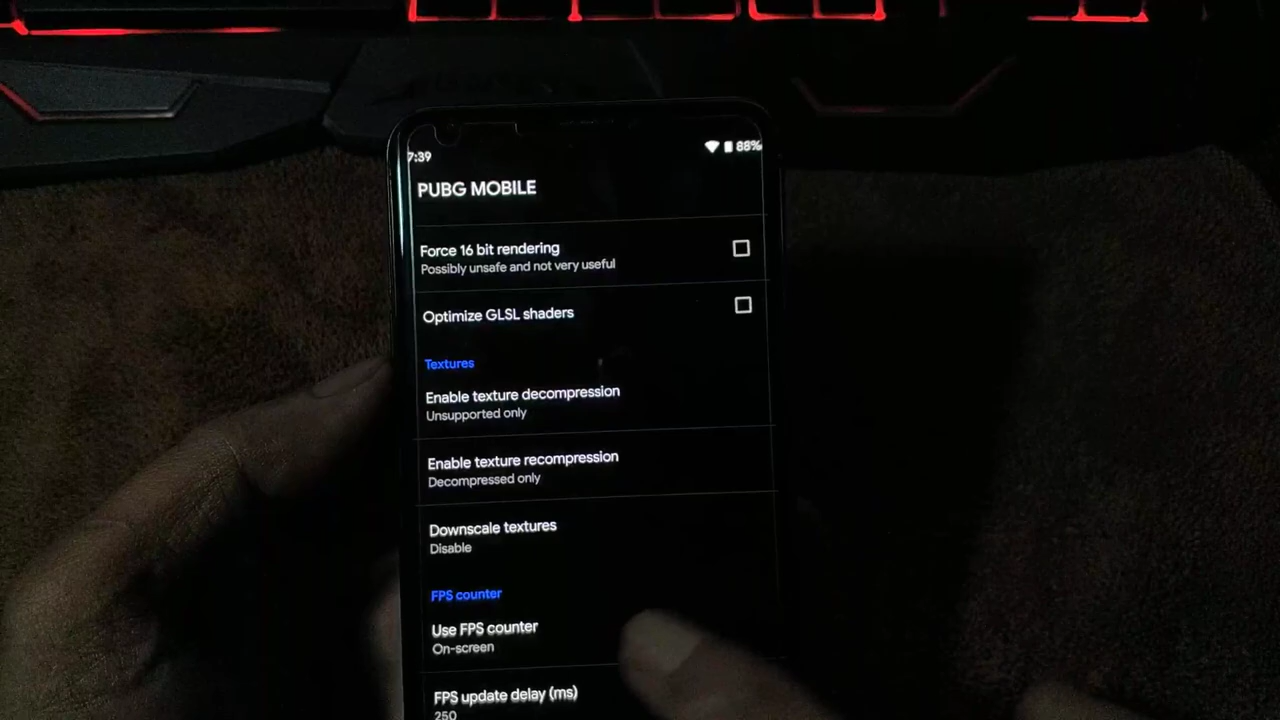 7:39
88%
PUBG MOBILE
Force 16 bit rendering
Possibly unsafe and not very useful
Optimize GLSL shaders
Textures
Enable texture decompression
Unsupported only
Enable texture recompression
Decompressed only
Downscale textures
Disable
FPS counter
Use FPS counter
On-screen
FPS update delay (ms)
250